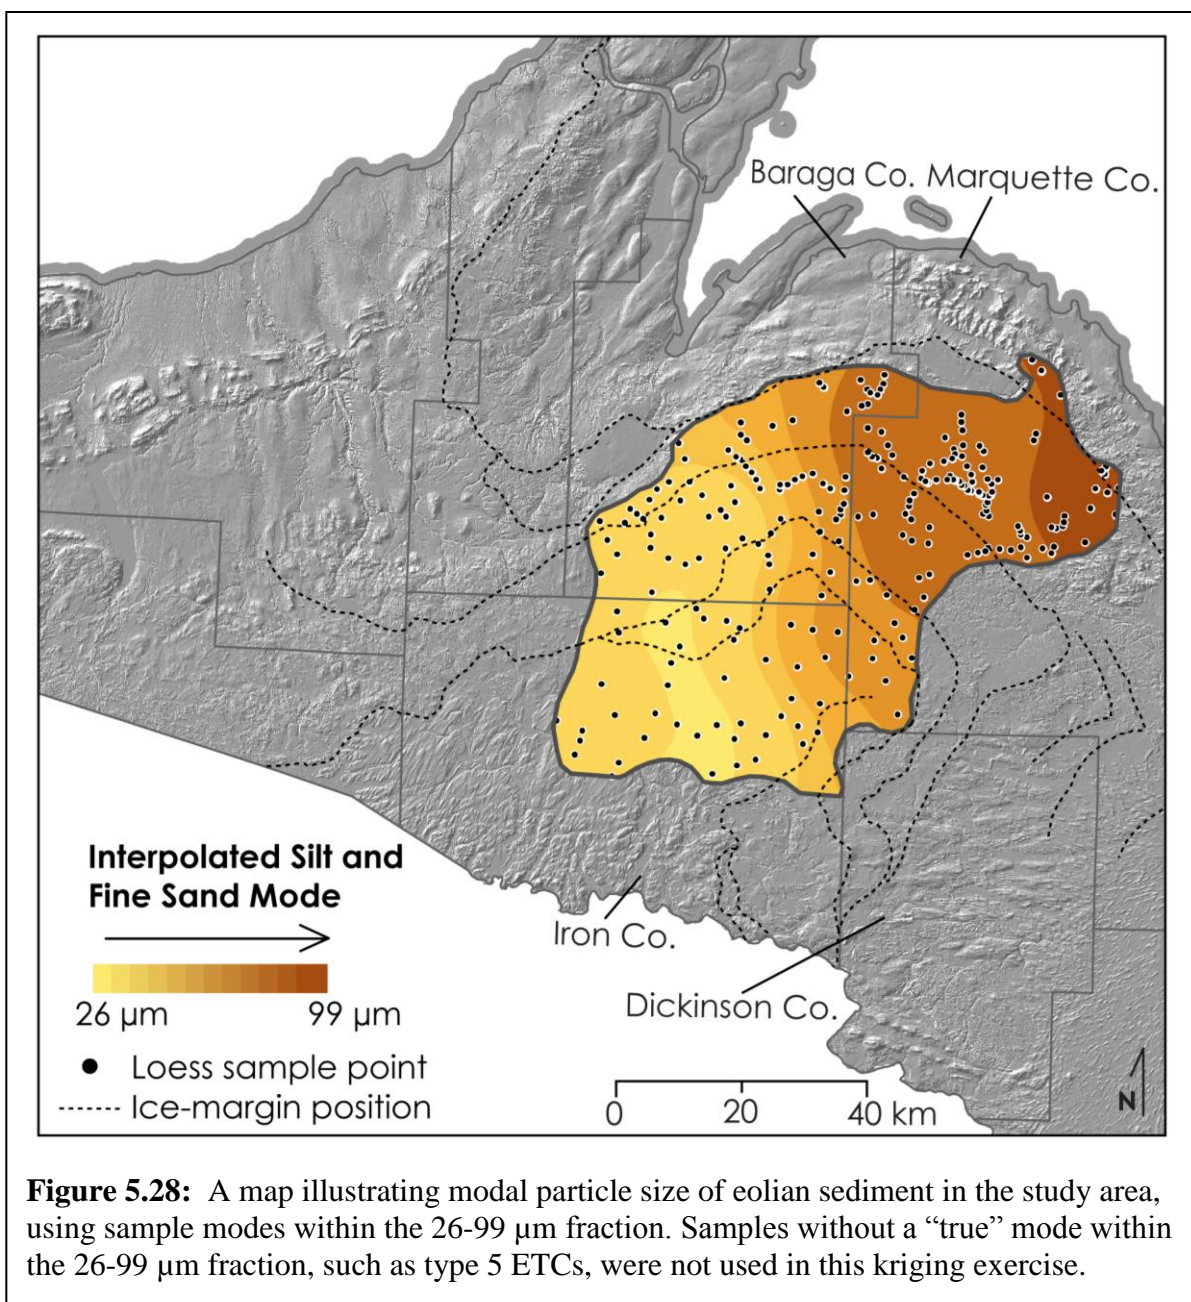 Baraga Co. Marquette Co.
Interpolated Silt and
Fine Sand Mode
26 µm 99 µm
Loess sample point
Ice-margin position
Iron Co.
Dickinson Co.
0 20 40 km
N
Figure 5.28: A map illustrating modal particle size of eolian sediment in the study area,
using sample modes within the 26-99 µm fraction. Samples without a “true” mode within
the 26-99 µm fraction, such as type 5 ETCs, were not used in this kriging exercise.